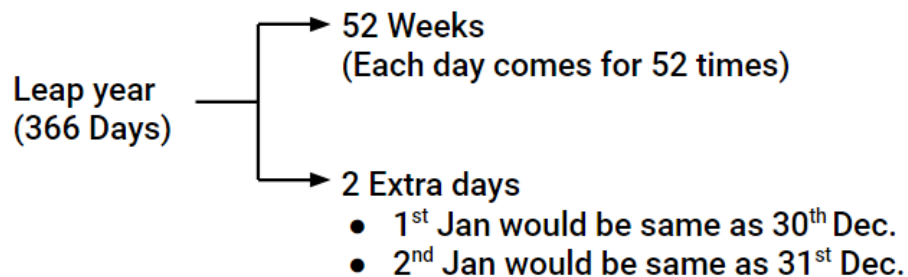 52 Weeks
(Each day comes for 52 times)
Leap year
(366 Days)
2 Extra days
● 1st Jan would be same as 30th Dec.
● 2nd Jan would be same as 31st Dec.